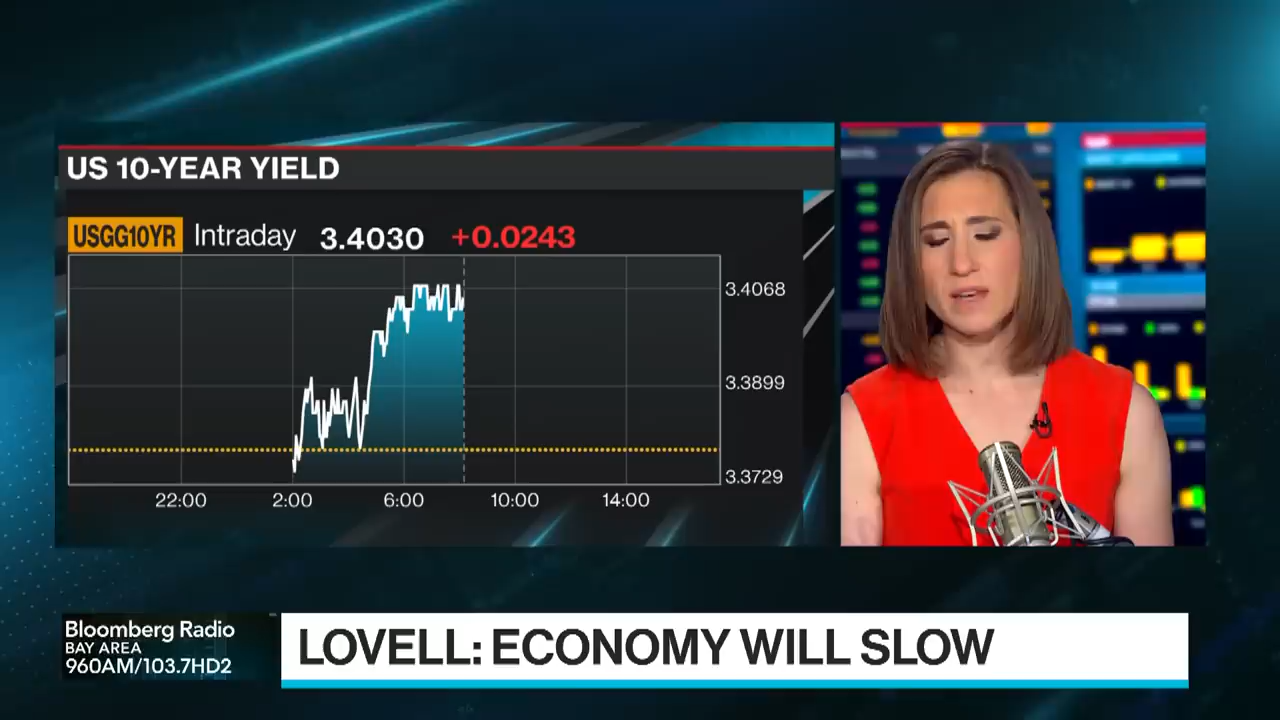 US 10-YEAR YIELD
USGG10YR Intraday 3.4030 +0.0243
3.4068
3.3899
3.3729
22:00 2:00 6:00 10:00 14:00
Bloomberg Radio
BAY AREA
960AM/103.7HD2
LOVELL: ECONOMY WILL SLOW